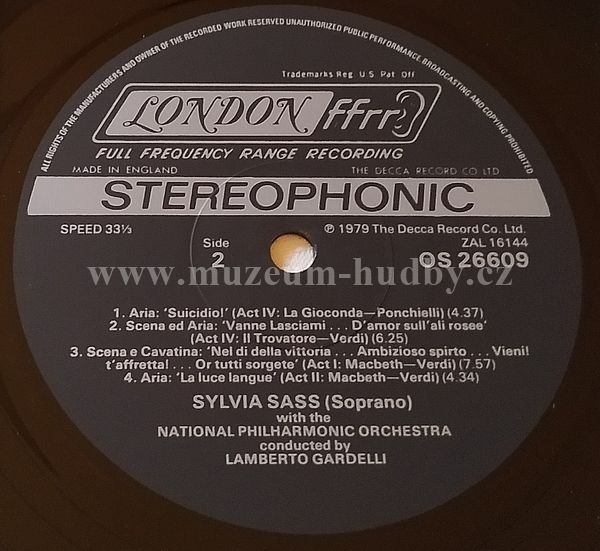 ALL RIGHTS OF THE MANUFACTURERS AND OWNER OF THE RECORDED WORK RESERVED UNAUTHORIZED PUBLIC PERFORMANCE, BROADCASTING AND COPYING PROHIBITED
Trademarks Reg U S Pat Off
LONDON ffrr
FULL FREQUENCY RANGE RECORDING
MADE IN ENGLAND THE DECCA RECORD CO LTD
STEREOPHONIC
SPEED 33⅓ ℗ 1979 The Decca Record Co. Ltd.
Side ZAL 16144
2 OS 26609
www.muzeum-hudby.cz
1. Aria: 'Suicidio!' (Act IV: La Gioconda—Ponchielli) (4.37)
2. Scena ed Aria: 'Vanne Lasciami . . . D'amor sull'ali rosee'
(Act IV: Il Trovatore—Verdi) (6.25)
3. Scena e Cavatina: 'Nel di della vittoria . . . Ambizioso spirto . . . Vieni!
t'affretta! . . . Or tutti sorgete' (Act I: Macbeth—Verdi) (7.57)
4. Aria: 'La luce langue' (Act II: Macbeth—Verdi) (4.34)
SYLVIA SASS (Soprano)
with the
NATIONAL PHILHARMONIC ORCHESTRA
conducted by
LAMBERTO GARDELLI